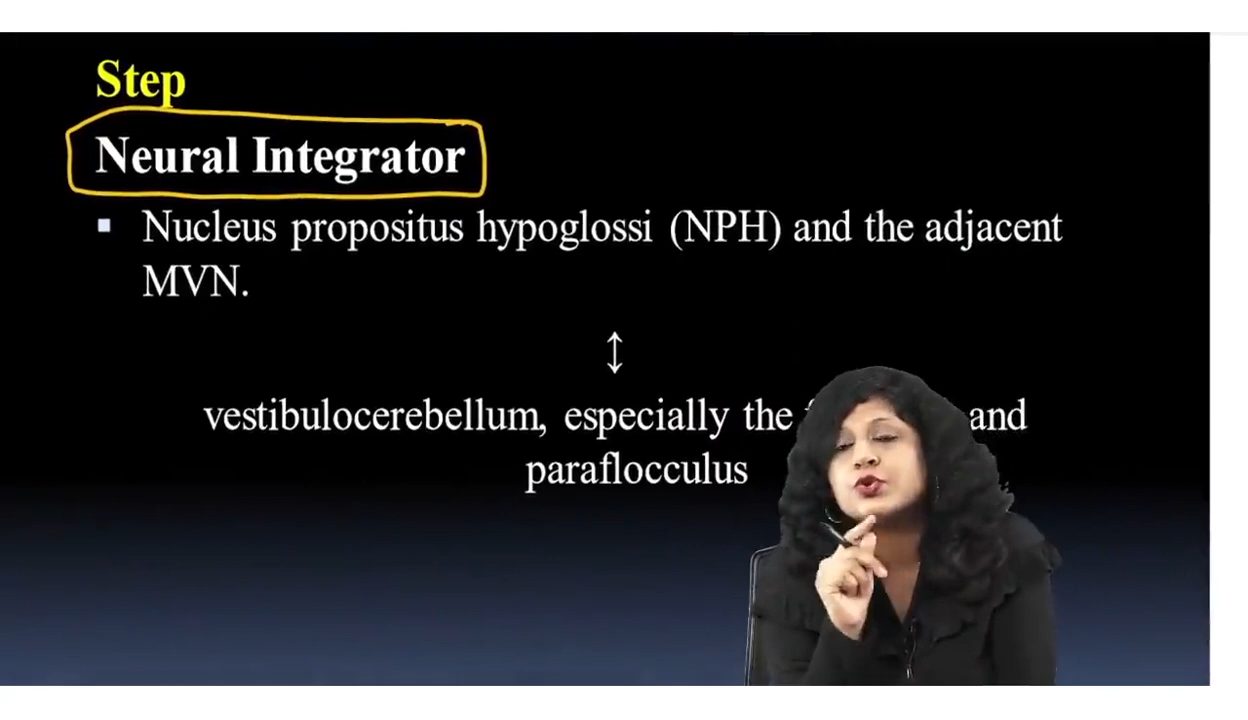 Step
Neural Integrator
Nucleus propositus hypoglossi (NPH) and the adjacent
MVN.
↕
vestibulocerebellum, especially the and
paraflocculus